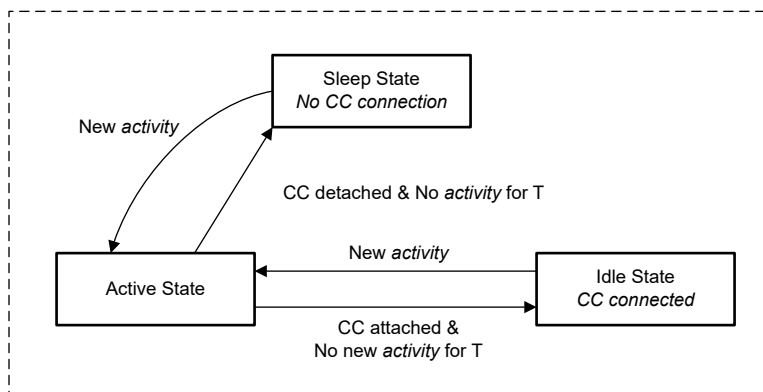 Sleep State
No CC connection
New activity
CC detached & No activity for T
New activity
Active State
Idle State
CC connected
CC attached &
No new activity for T